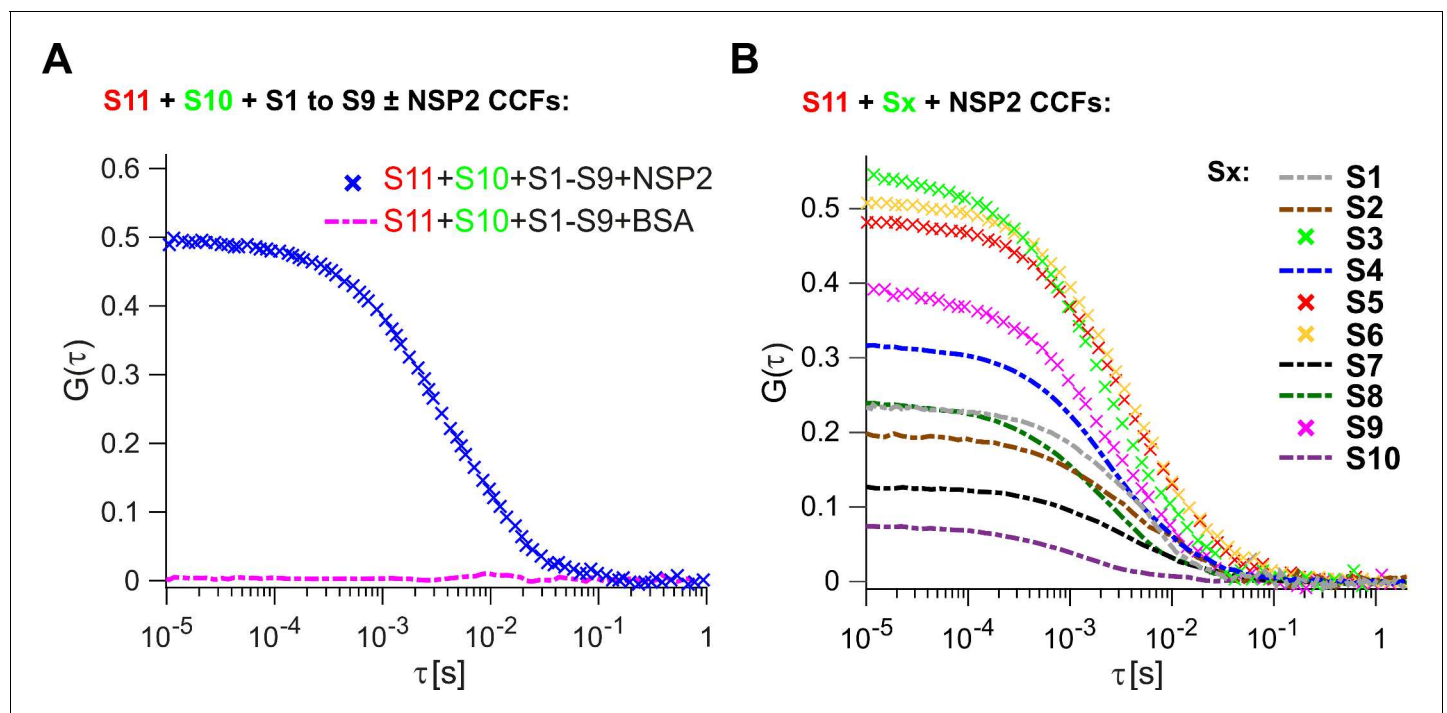 A
S11 + S10 + S1 to S9 ± NSP2 CCFs:
S11+S10+S1-S9+NSP2
S11+S10+S1-S9+BSA
G(τ)
0.6
0.5
0.4
0.3
0.2
0.1
0
10-5
10-4
10-3
10-2
10-1
1
τ[s]
B
S11 + Sx + NSP2 CCFs:
Sx:
S1
S2
S3
S4
S5
S6
S7
S8
S9
S10
G(τ)
0.5
0.4
0.3
0.2
0.1
0
10-5
10-4
10-3
10-2
10-1
1
τ[s]